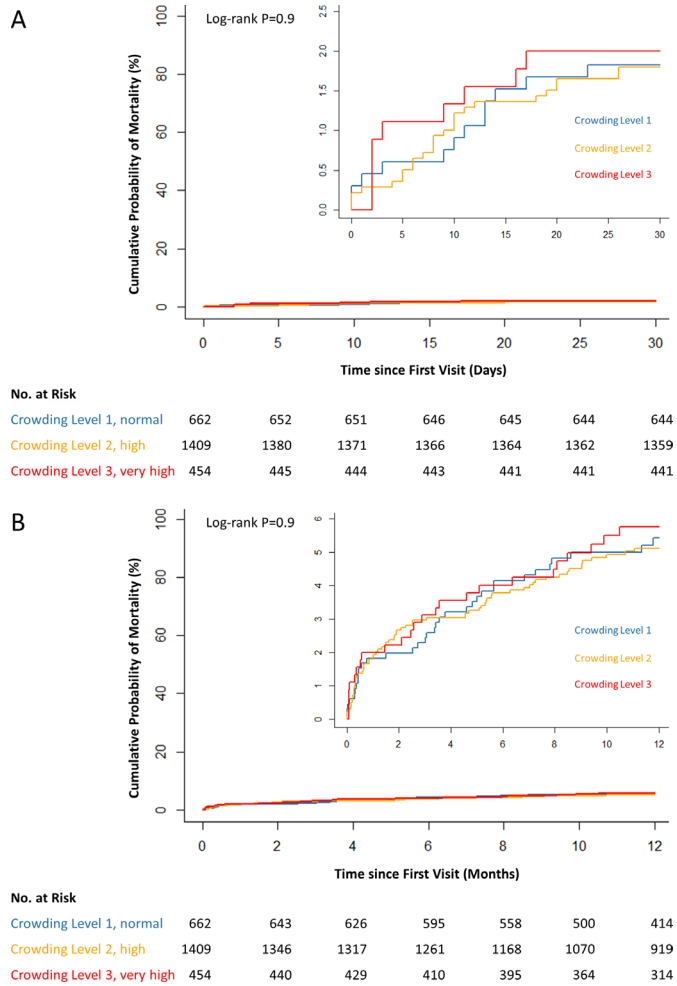 A
Log-rank P=0.9
Cumulative Probability of Mortality (%)
100
80
60
40
20
0
2.5
2.0
1.5
1.0
0.5
0.0
Crowding Level 1
Crowding Level 2
Crowding Level 3
0 5 10 15 20 25 30
0 5 10 15 20 25 30
Time since First Visit (Days)
No. at Risk
Crowding Level 1, normal 662 652 651 646 645 644 644
Crowding Level 2, high 1409 1380 1371 1366 1364 1362 1359
Crowding Level 3, very high 454 445 444 443 441 441 441
B
Log-rank P=0.9
Cumulative Probability of Mortality (%)
100
80
60
40
20
0
6
5
4
3
2
1
0
Crowding Level 1
Crowding Level 2
Crowding Level 3
0 2 4 6 8 10 12
0 2 4 6 8 10 12
Time since First Visit (Months)
No. at Risk
Crowding Level 1, normal 662 643 626 595 558 500 414
Crowding Level 2, high 1409 1346 1317 1261 1168 1070 919
Crowding Level 3, very high 454 440 429 410 395 364 314